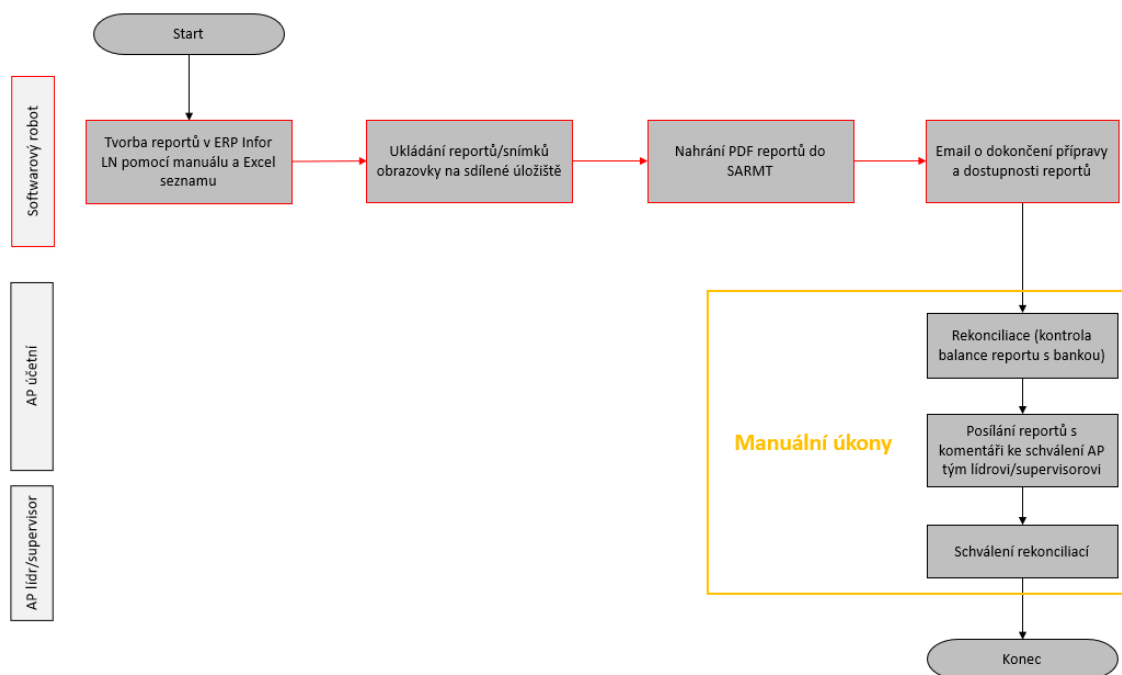 Start
Softwarový robot
Tvorba reportů v ERP Infor
LN pomocí manuálu a Excel
seznamu
Ukládání reportů/snímků
obrazovky na sdílené úložiště
Nahrání PDF reportů do
SARMT
Email o dokončení přípravy
a dostupnosti reportů
AP účetní
Rekonciliace (kontrola
balance reportu s bankou)
Manuální úkony
Posílání reportů s
komentáři ke schválení AP
tým lídrovi/supervisorovi
AP lídr/supervisor
Schválení rekonciliací
Konec